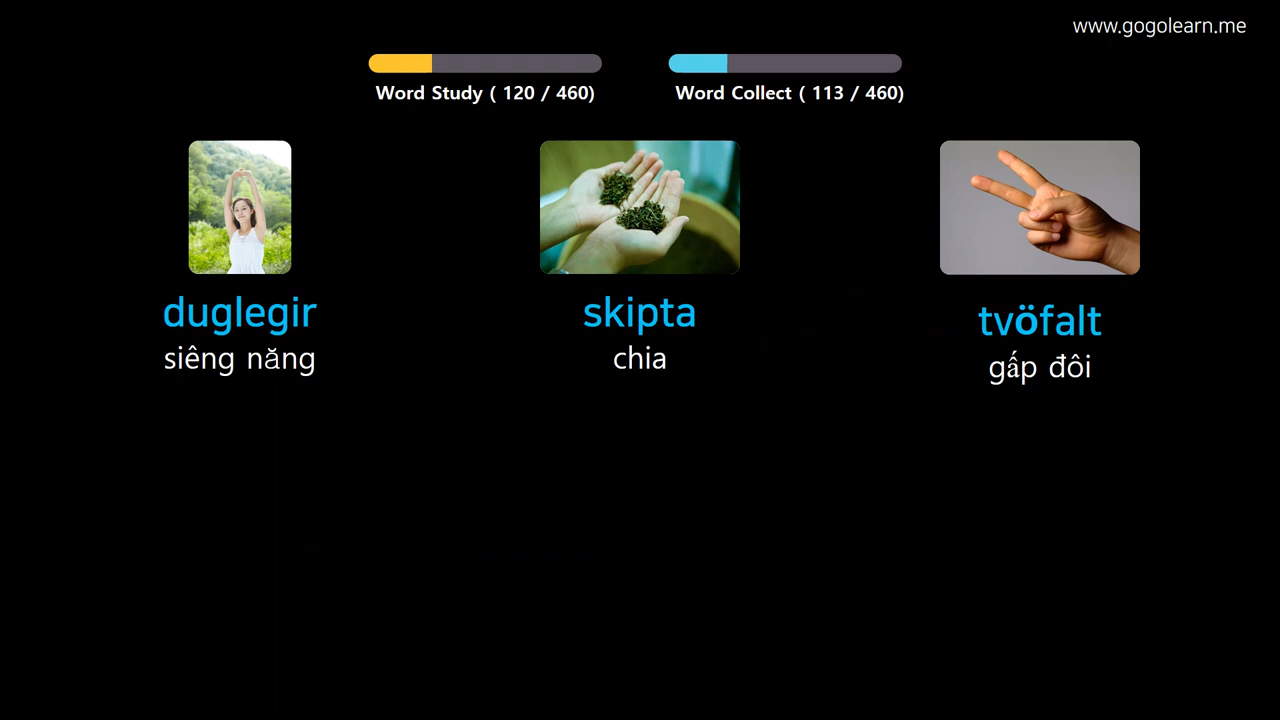 www.gogolearn.me
Word Study ( 120 / 460)
Word Collect ( 113 / 460)
duglegir
siêng năng
skipta
chia
tvöfalt
gấp đôi